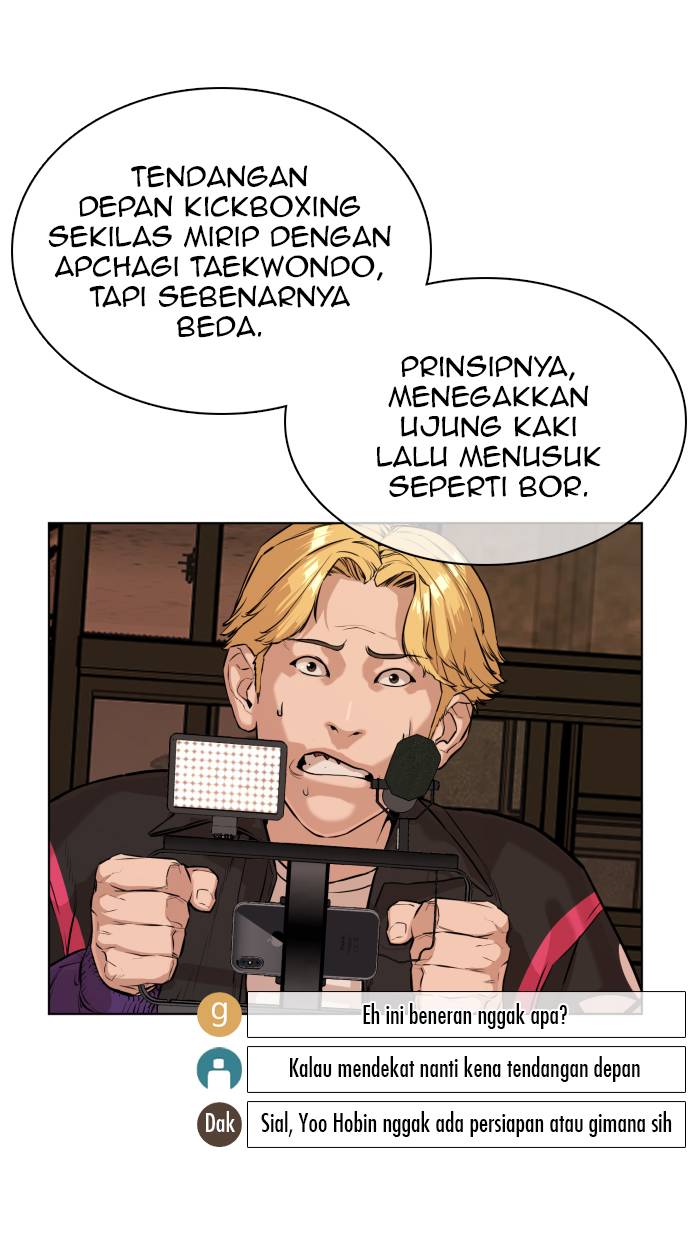 TENDANGAN
DEPAN KICKBOXING
SEKILAS MIRIP DENGAN
APCHAGI TAEKWONDO,
TAPI SEBENARNYA
BEDA.
PRINSIPNYA,
MENEGAKKAN
UJUNG KAKI
LALU MENUSUK
SEPERTI BOR.
g
Eh ini beneran nggak apa?
Kalau mendekat nanti kena tendangan depan
Dak
Sial, Yoo Hobin nggak ada persiapan atau gimana sih